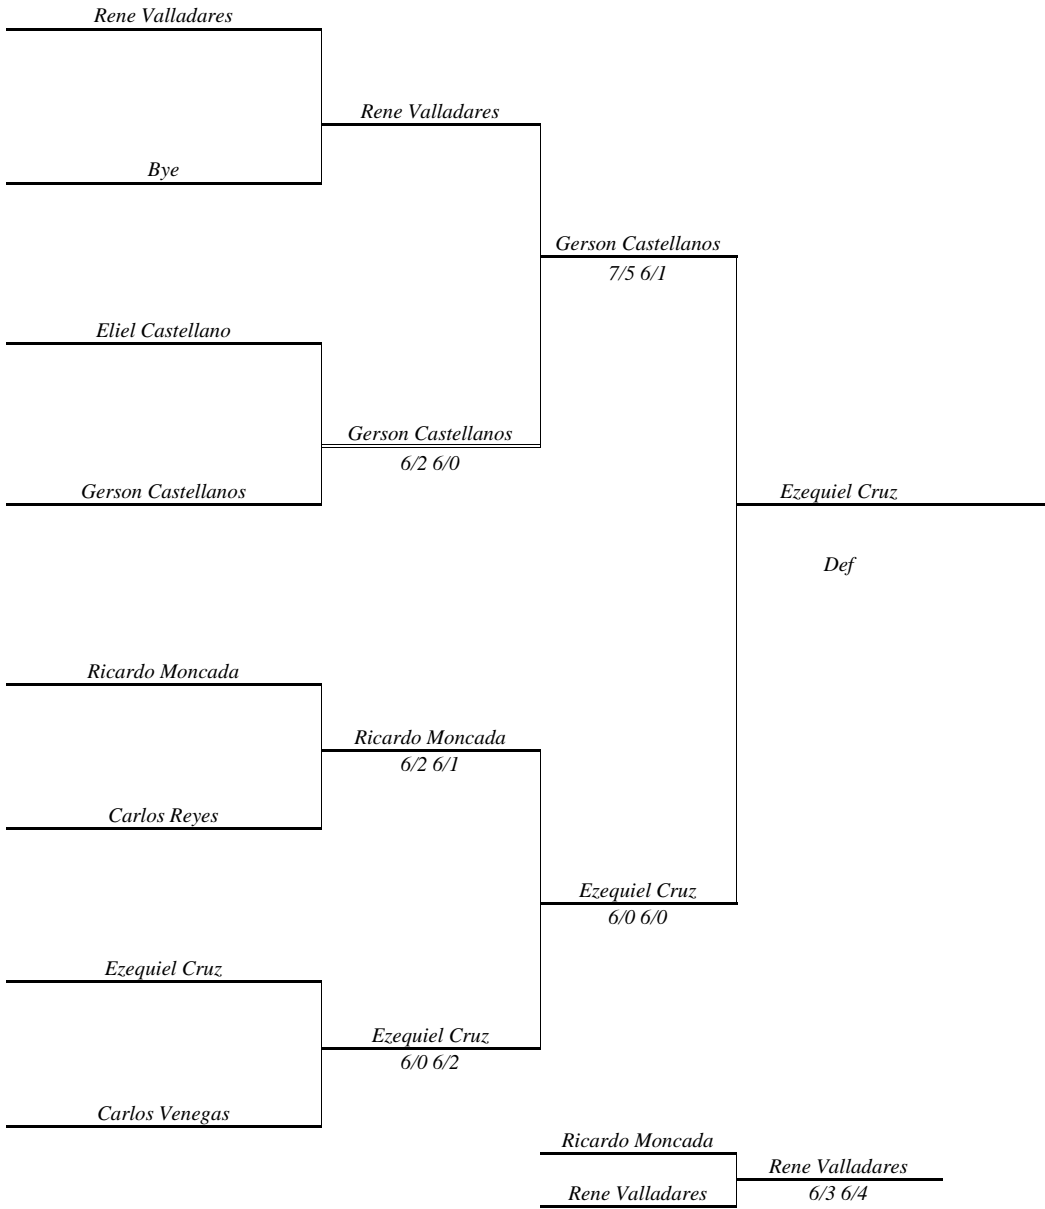 Rene Valladares
Rene Valladares
Bye
Gerson Castellanos
7/5 6/1
Eliel Castellano
Gerson Castellanos
6/2 6/0
Gerson Castellanos
Ezequiel Cruz
Def
Ricardo Moncada
Ricardo Moncada
6/2 6/1
Carlos Reyes
Ezequiel Cruz
6/0 6/0
Ezequiel Cruz
Ezequiel Cruz
6/0 6/2
Carlos Venegas
Ricardo Moncada
Rene Valladares
Rene Valladares
6/3 6/4